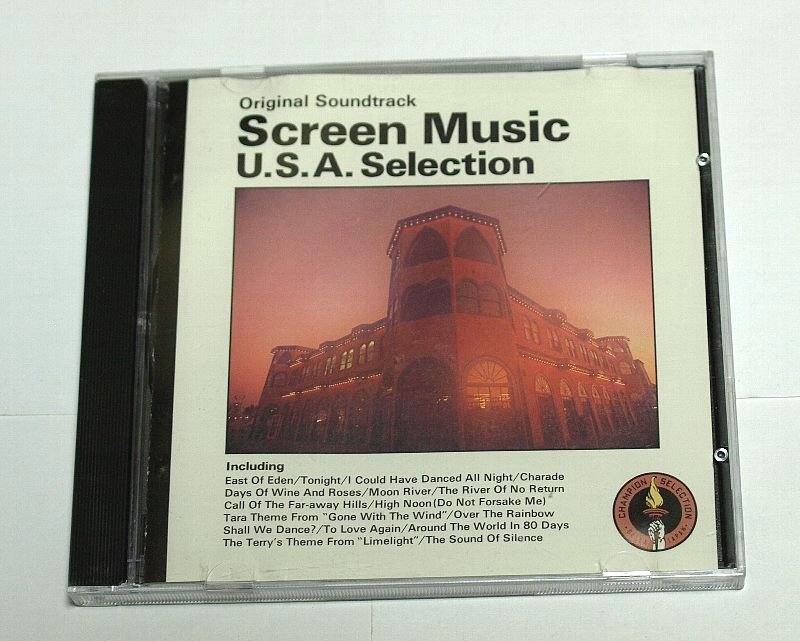 Original Soundtrack
Screen Music
U.S.A. Selection
Including
East Of Eden/Tonight/I Could Have Danced All Night/Charade
Days Of Wine And Roses/Moon River/The River Of No Return
Call Of The Far-away Hills/High Noon(Do Not Forsake Me)
Tara Theme From "Gone With The Wind"/Over The Rainbow
Shall We Dance?/To Love Again/Around The World In 80 Days
The Terry's Theme From "Limelight"/The Sound Of Silence
CHAMPION SELECTION
JAPAN